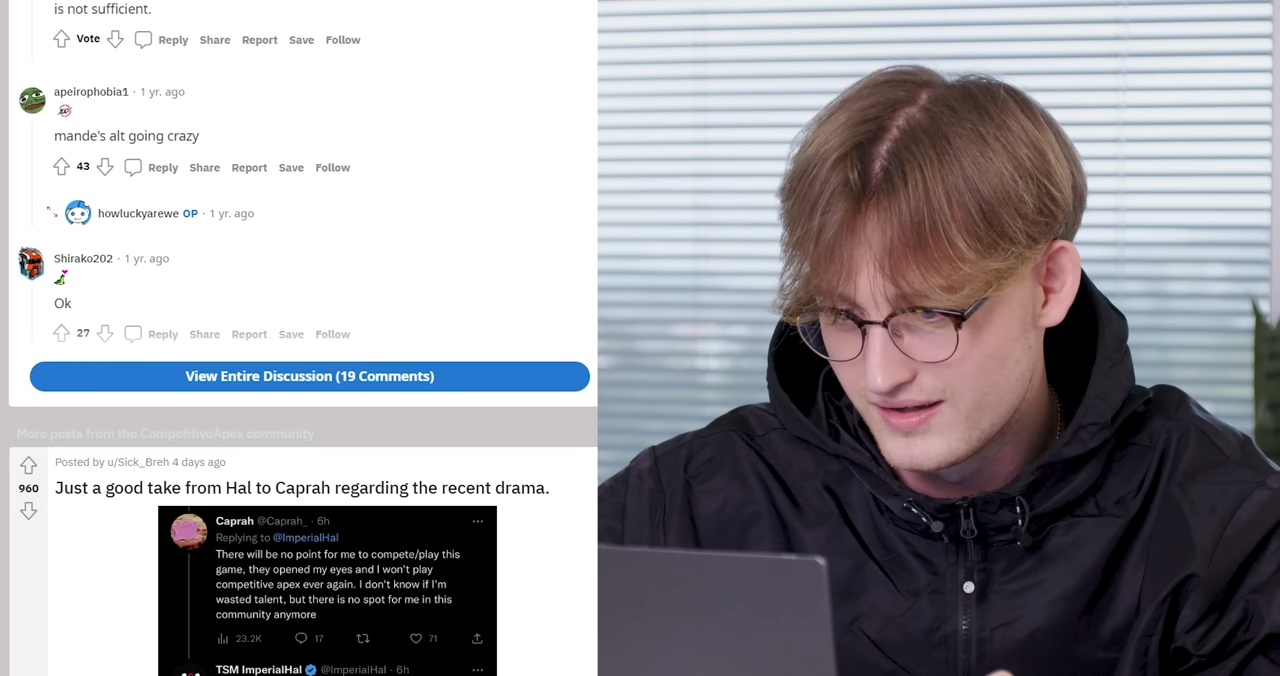 is not sufficient.
Vote Reply Share Report Save Follow
apeirophobia1 · 1 yr. ago
mande's alt going crazy
43 Reply Share Report Save Follow
howluckyarewe OP · 1 yr. ago
Shirako202 · 1 yr. ago
Ok
27 Reply Share Report Save Follow
View Entire Discussion (19 Comments)
More posts from the CompetitiveApex community
Posted by u/Sick_Breh 4 days ago
960
Just a good take from Hal to Caprah regarding the recent drama.
Caprah @Caprah_ · 6h
Replying to @ImperialHal
There will be no point for me to compete/play this
game, they opened my eyes and I won't play
competitive apex ever again. I don't know if I'm
wasted talent, but there is no spot for me in this
community anymore
23.2K 17 71
TSM ImperialHal @ImperialHal · 6h